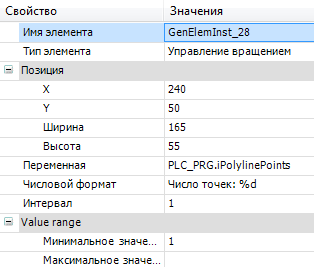 Свойство Значения
Имя элемента GenElemInst_28
Тип элемента Управление вращением
Позиция
X 240
Y 50
Ширина 165
Высота 55
Переменная PLC_PRG.iPolylinePoints
Числовой формат Число точек: %d
Интервал 1
Value range
Минимальное значе... 1
Максимальное значе...